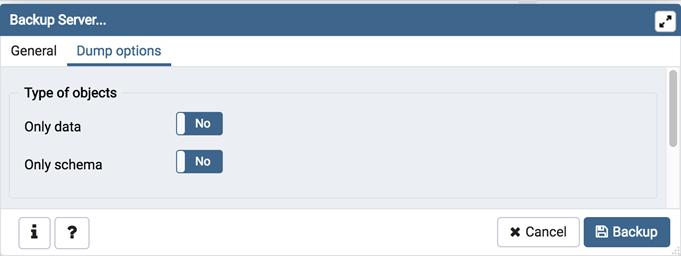 Backup Server...
General Dump options
Type of objects
Only data No
Only schema No
i ? Cancel Backup